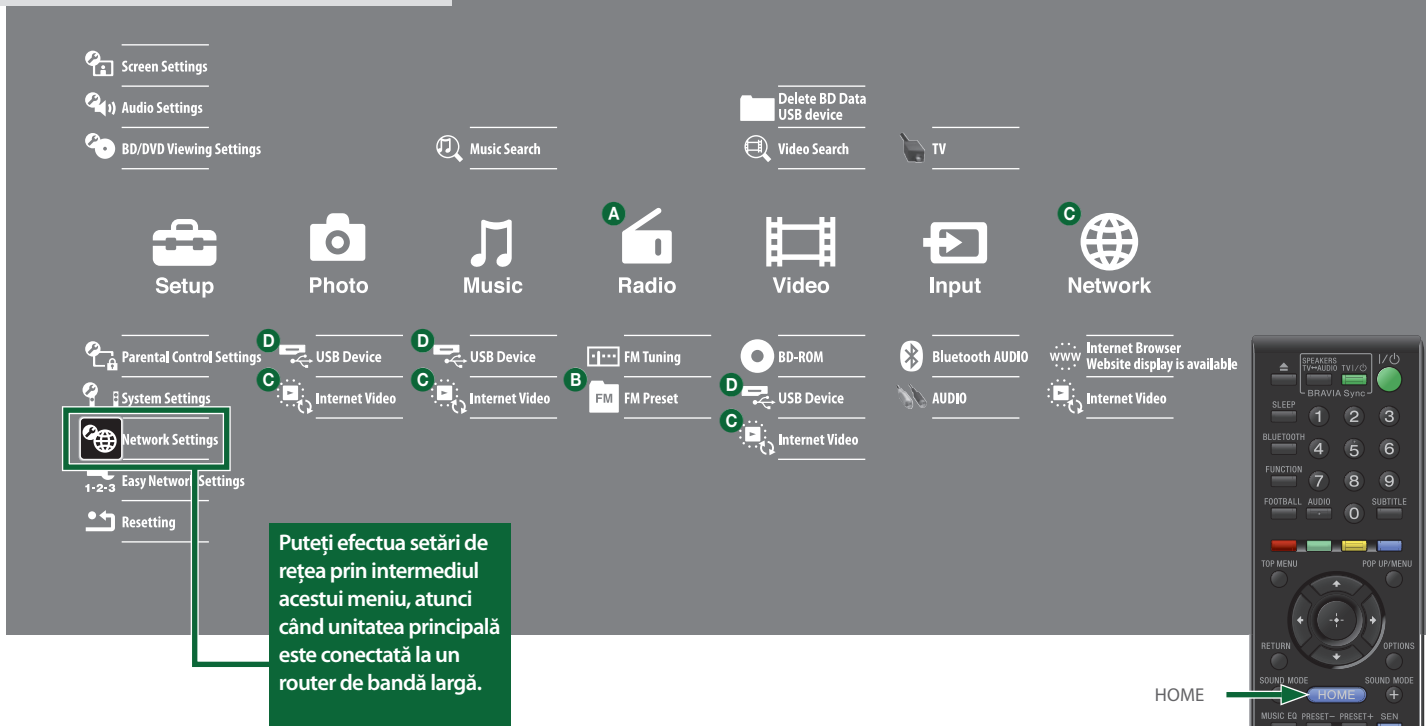 Screen Settings
Audio Settings
BD/DVD Viewing Settings
Music Search
Delete BD Data
USB device
Video Search
TV
A
C
Setup
Photo
Music
Radio
Video
Input
Network
Parental Control Settings
System Settings
Network Settings
1-2-3 Easy Network Settings
Resetting
D USB Device
C Internet Video
D USB Device
C Internet Video
FM Tuning
B FM FM Preset
BD-ROM
D USB Device
C Internet Video
Bluetooth AUDIO
AUDIO
www Internet Browser
Website display is available
Internet Video
Puteți efectua setări de
rețea prin intermediul
acestui meniu, atunci
când unitatea principală
este conectată la un
router de bandă largă.
SPEAKERS
TV↔AUDIO TV I/⏻ I/⏻
BRAVIA Sync
SLEEP
1 2 3
BLUETOOTH
4 5 6
FUNCTION
7 8 9
FOOTBALL AUDIO SUBTITLE
0
TOP MENU POP UP/MENU
RETURN OPTIONS
SOUND MODE SOUND MODE
HOME
HOME +
MUSIC EQ PRESET– PRESET+ SEN